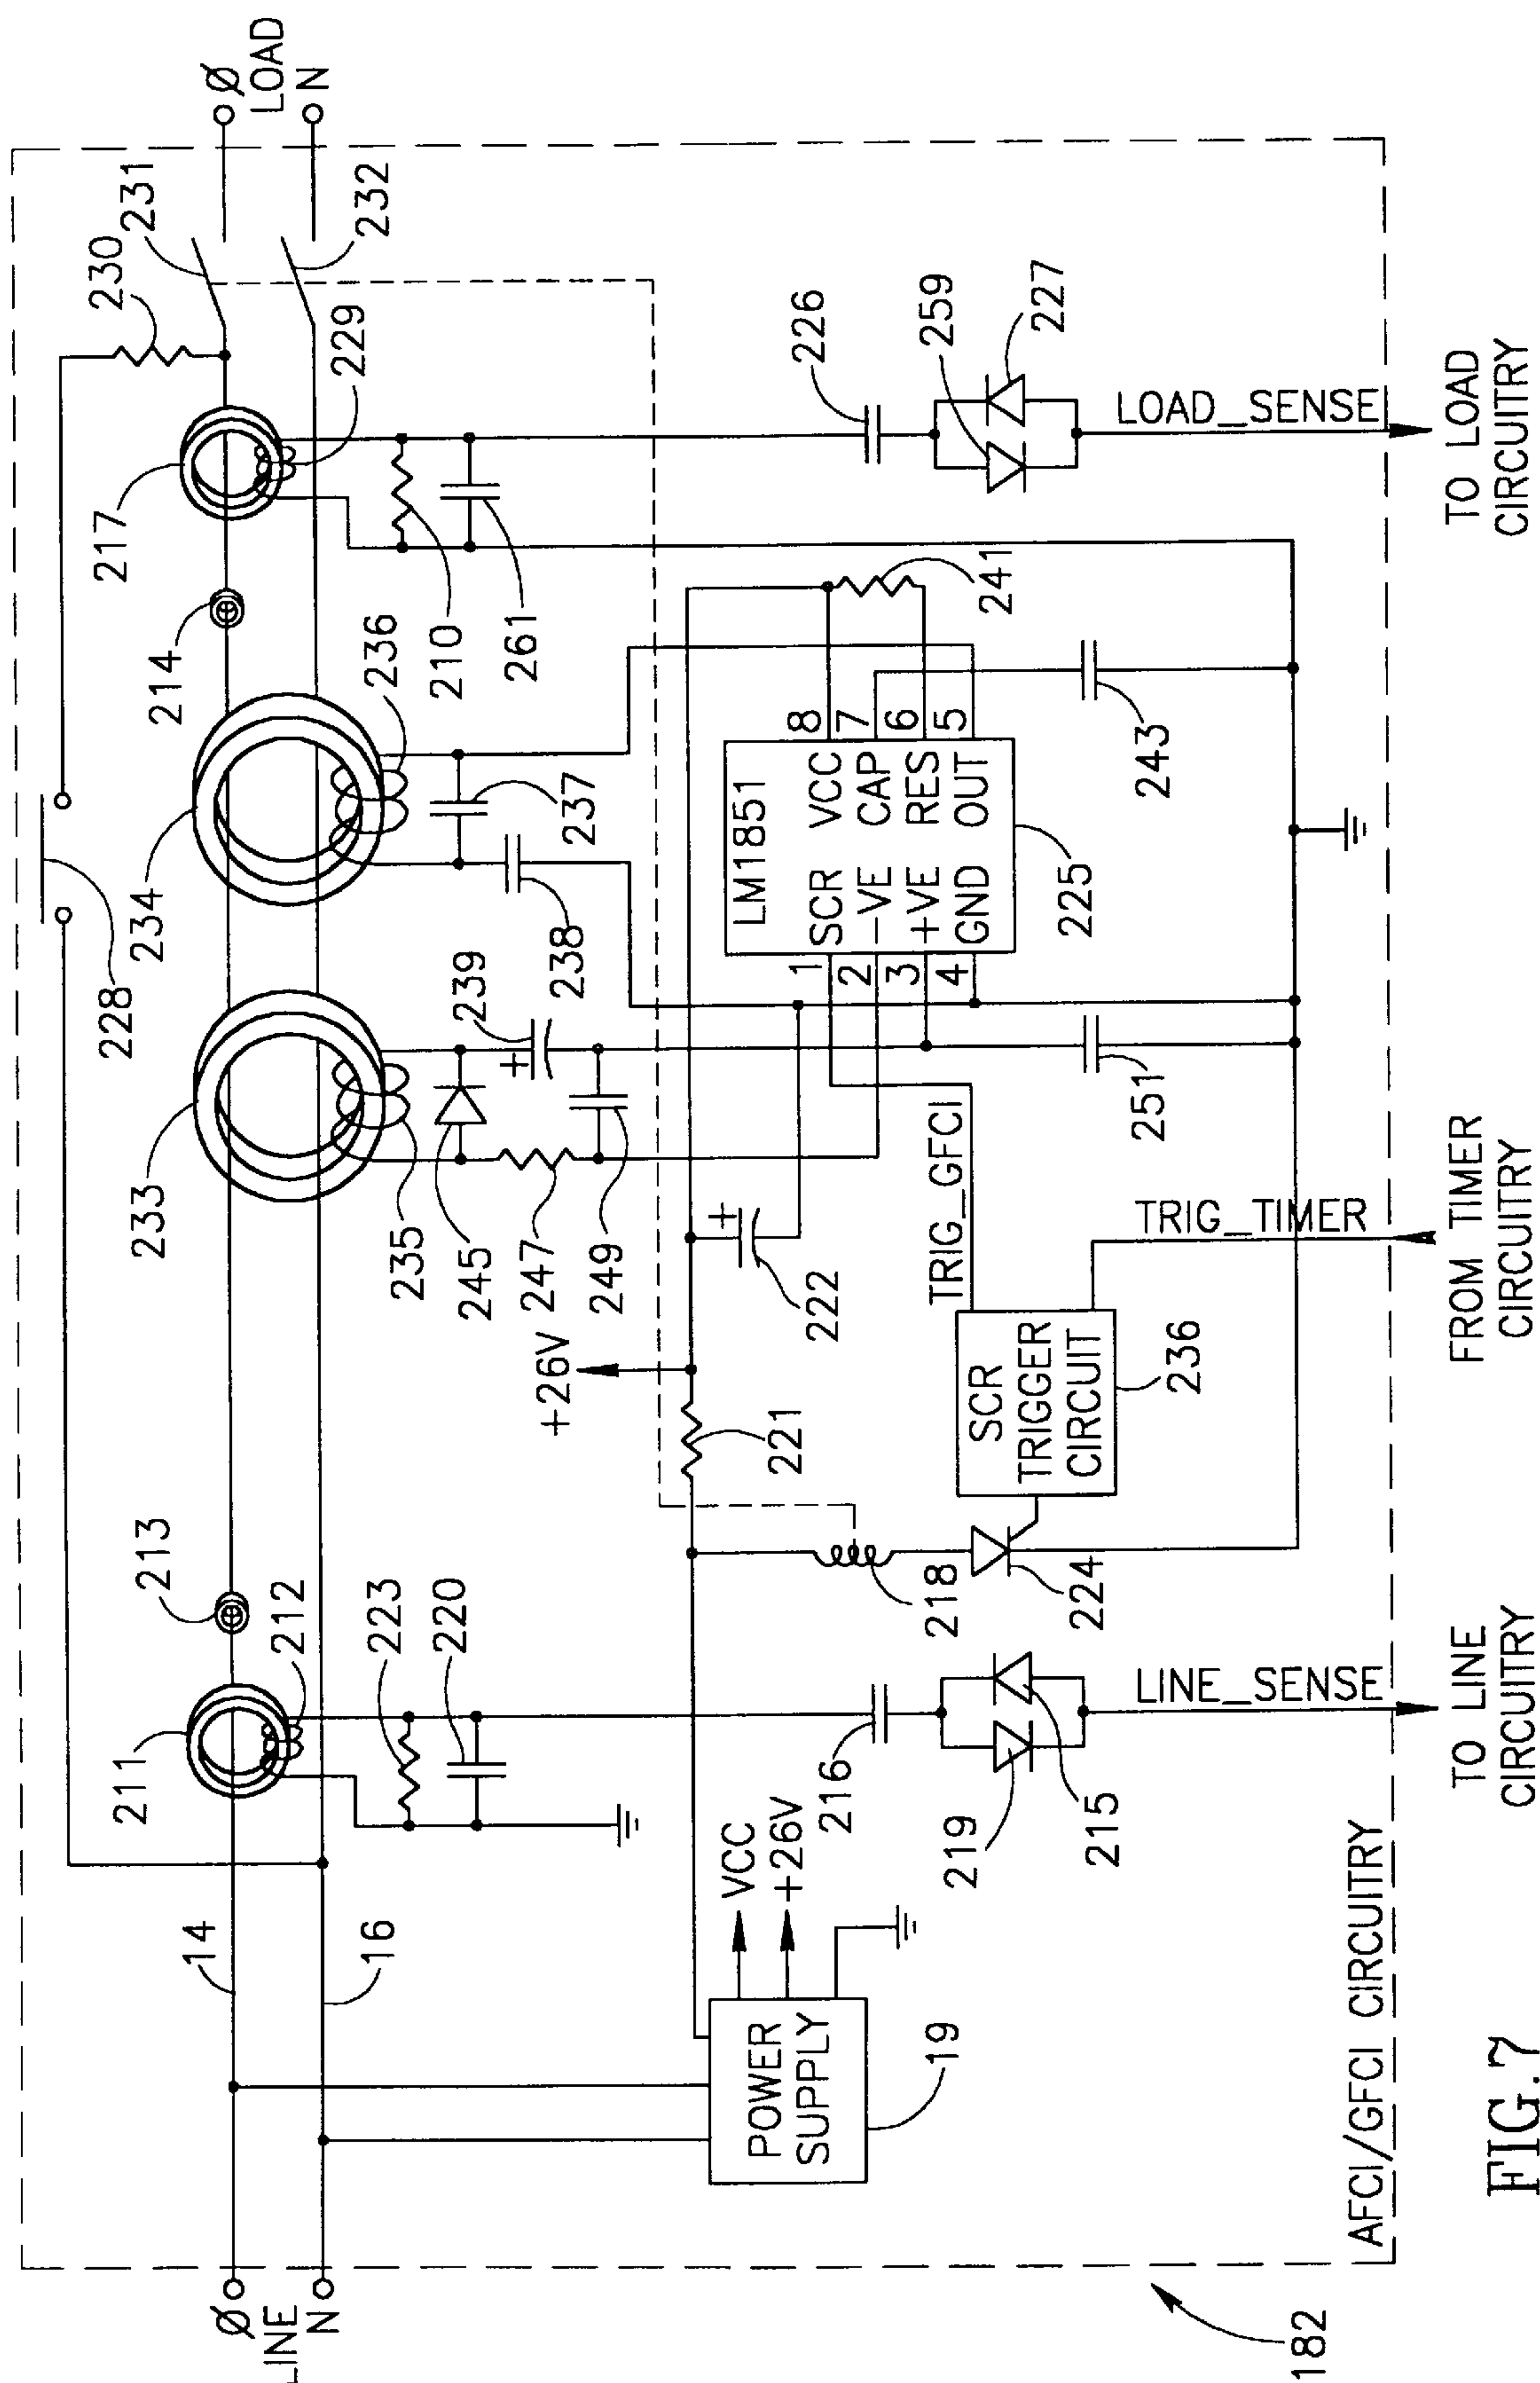 Ø
LOAD
N
230
231
232
217
229
214
210
261
236
234
228
226
259
227
LOAD_SENSE
TO LOAD
CIRCUITRY
237
238
239
241
LM1851
SCR VCC
-VE CAP
+VE RES
GND OUT
8
7
6
5
1
2
3
4
225
243
251
233
235
245
247
249
222
+26V
221
TRIG_GFCI
TRIG_TIMER
FROM TIMER
CIRCUITRY
SCR
TRIGGER
CIRCUIT
236
213
212
211
223
220
218
224
216
219
215
LINE_SENSE
TO LINE
CIRCUITRY
14
16
VCC
+26V
POWER
SUPPLY
19
Ø
LINE
N
AFCI/GFCI CIRCUITRY
182
FIG.7